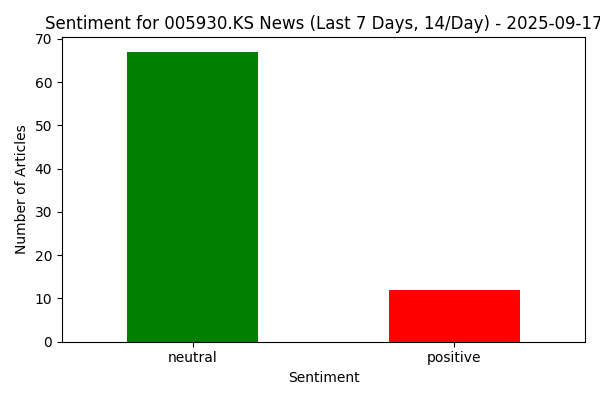 Sentiment for 005930.KS News (Last 7 Days, 14/Day) - 2025-09-17
70
60
50
40
30
20
10
0
Number of Articles
neutral positive
Sentiment